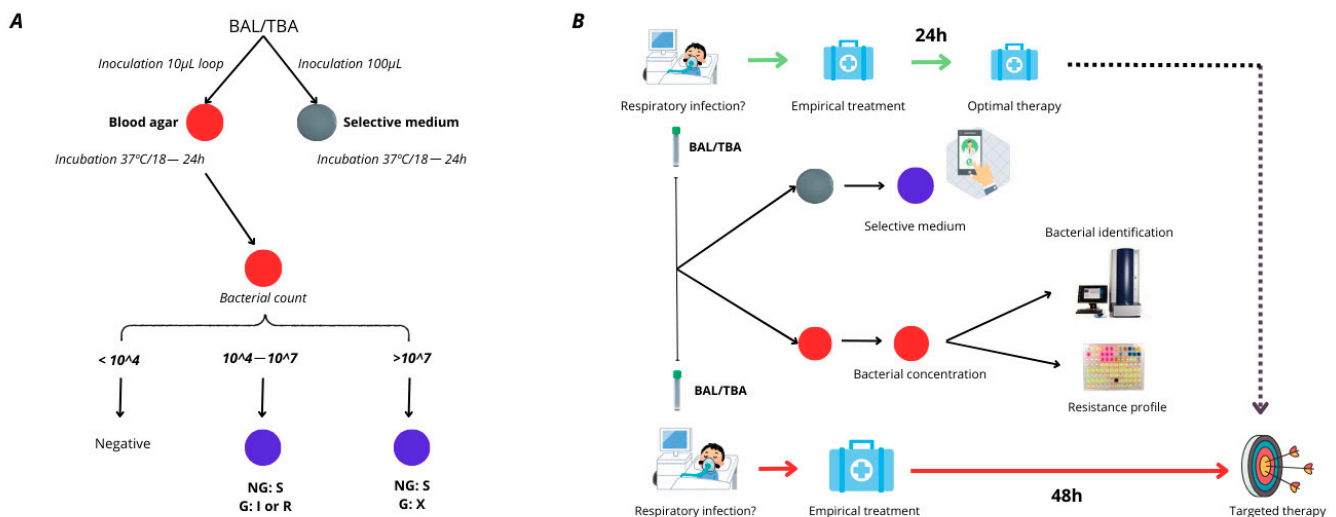 A
BAL/TBA
Inoculation 10µL loop
Inoculation 100µL
Blood agar
Selective medium
Incubation 37ºC/18— 24h
Incubation 37ºC/18— 24h
Bacterial count
< 10^4
10^4—10^7
>10^7
Negative
NG: S
G: I or R
NG: S
G: X
B
24h
Respiratory infection?
Empirical treatment
Optimal therapy
BAL/TBA
Selective medium
Bacterial identification
Bacterial concentration
Resistance profile
BAL/TBA
48h
Respiratory infection?
Empirical treatment
Targeted therapy